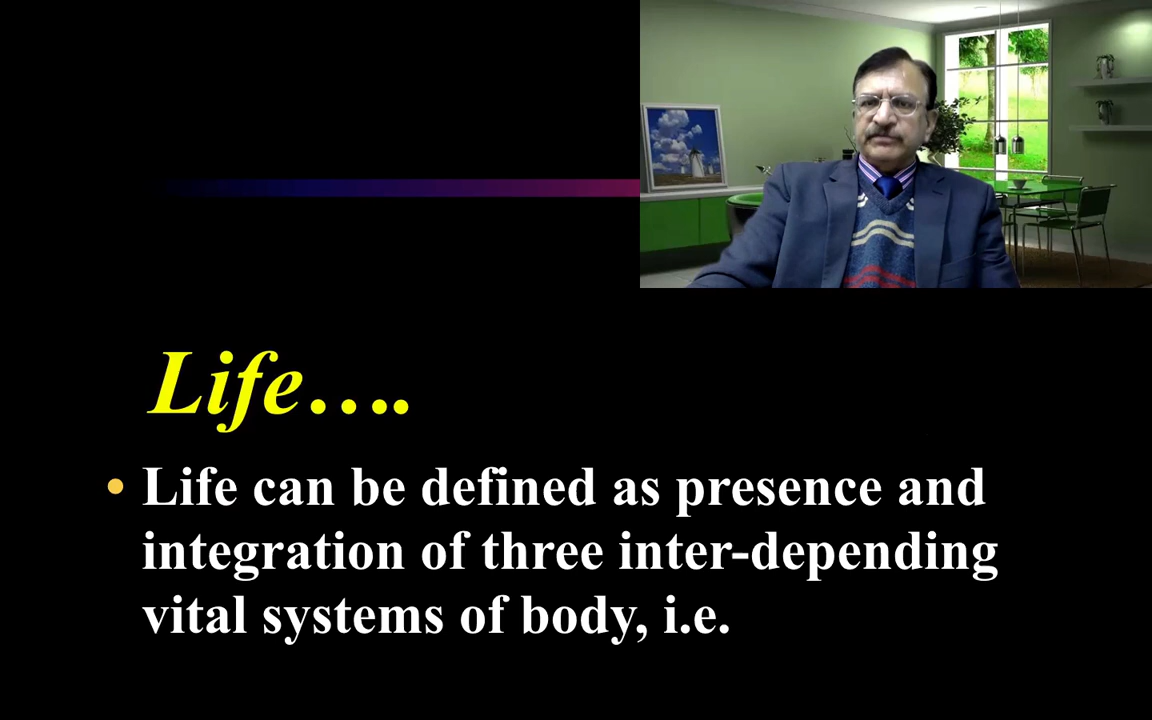 Life….
• Life can be defined as presence and
integration of three inter-depending
vital systems of body, i.e.